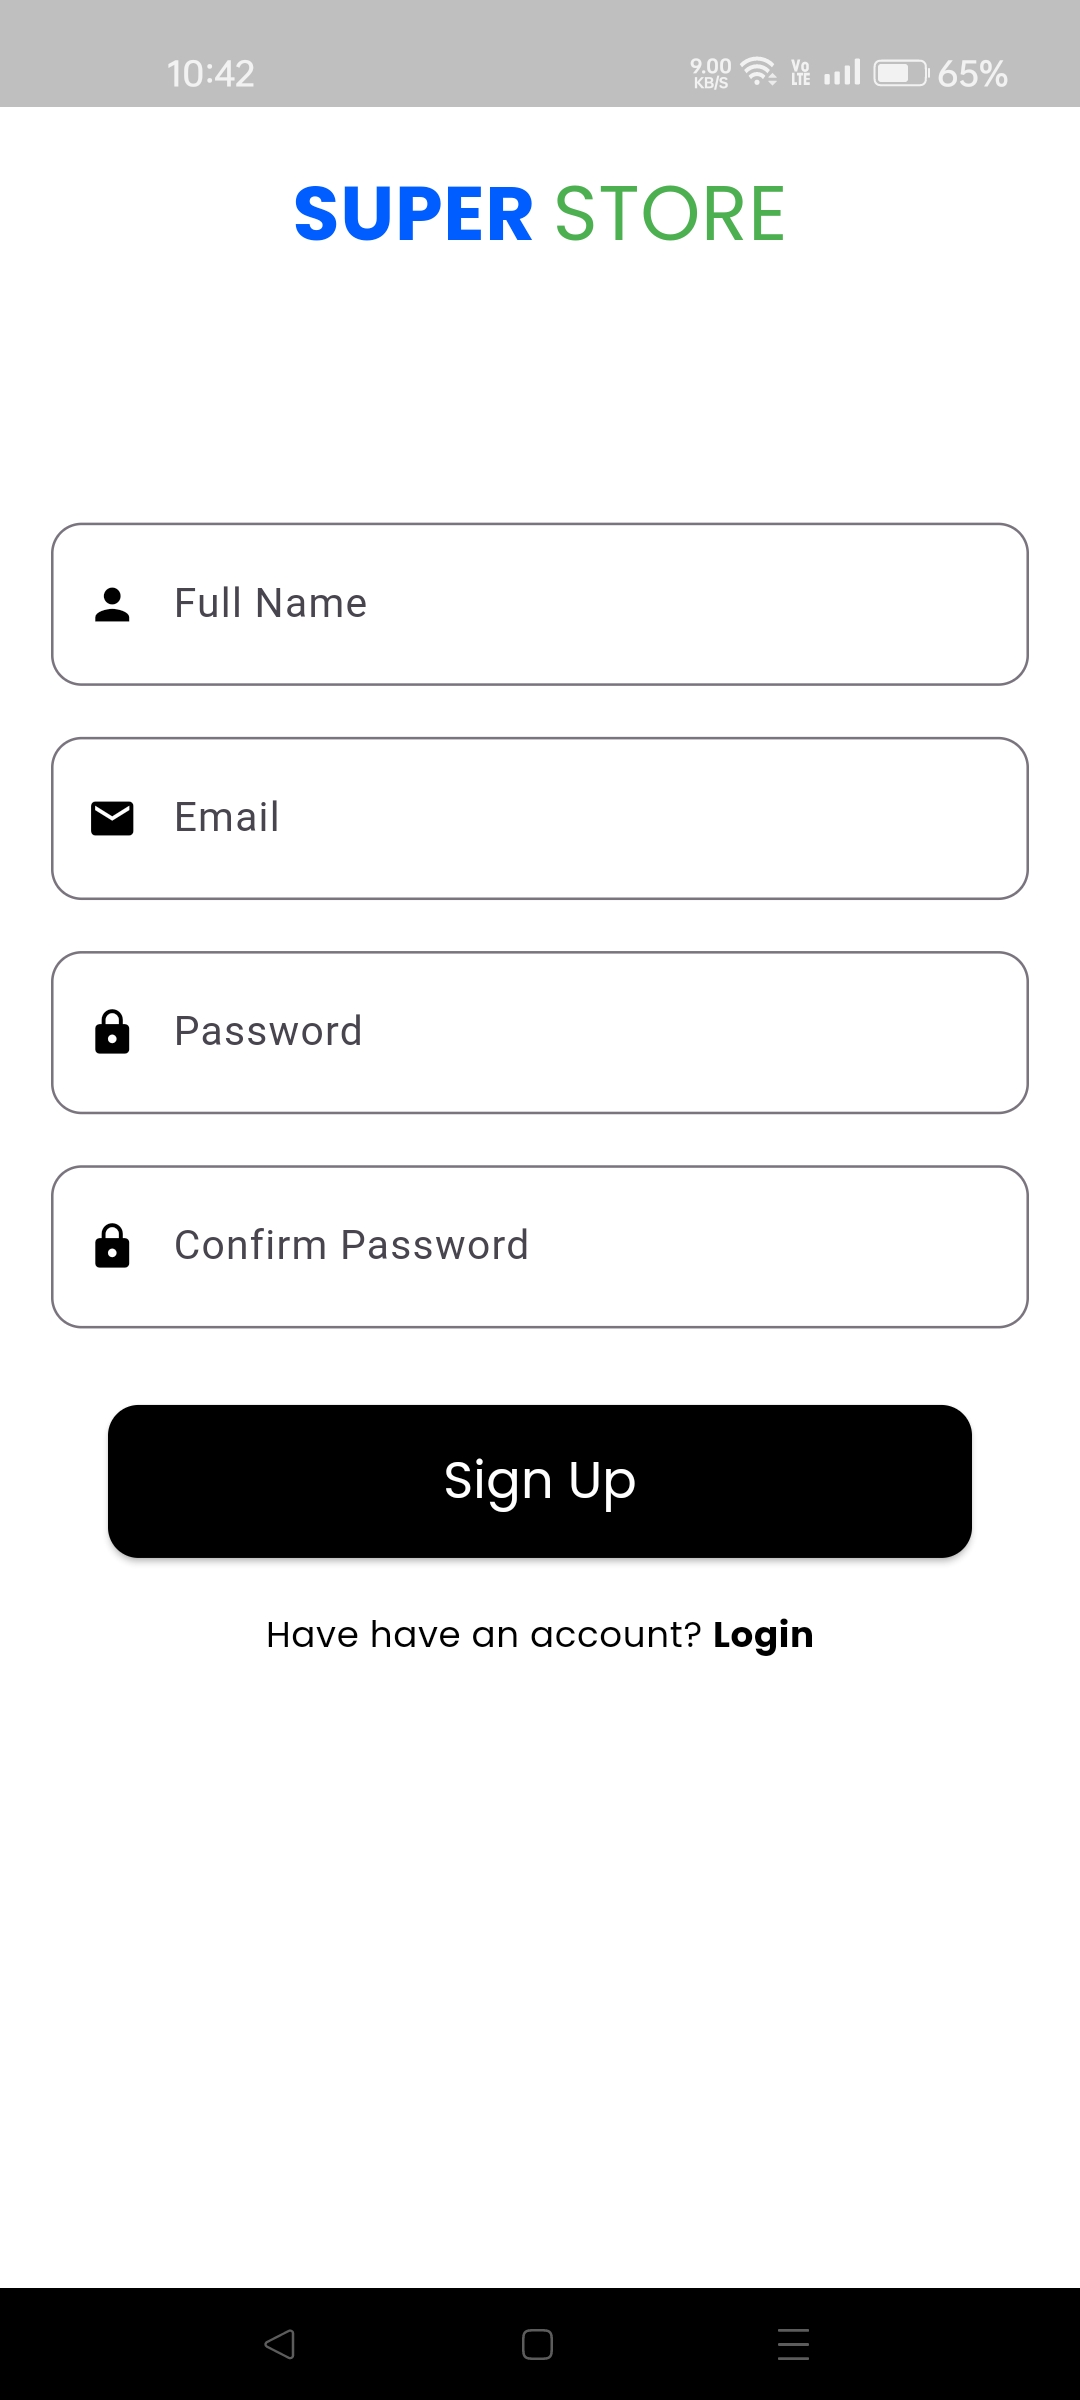 10:42 9.00 KB/S Vo LTE 65%
SUPER STORE
Full Name
Email
Password
Confirm Password
Sign Up
Have have an account? Login